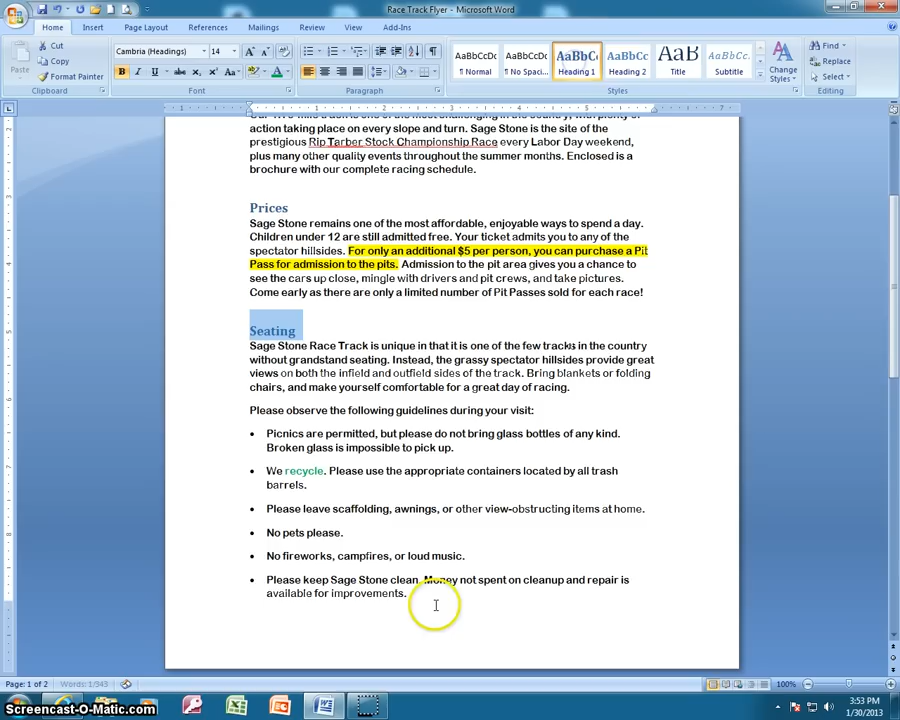 Race Track Flyer - Microsoft Word
Home Insert Page Layout References Mailings Review View Add-Ins
Paste
Cut
Copy
Format Painter
Clipboard
Cambria (Headings) 14
B I U abc x₂ x² Aa
Font
Paragraph
AaBbCcDc AaBbCcDc AaBbC AaBbCc AaB AaBbCc.
¶ Normal ¶ No Spaci... Heading 1 Heading 2 Title Subtitle
Change Styles
Styles
Find
Replace
Select
Editing
action taking place on every slope and turn. Sage Stone is the site of the
prestigious Rip Tarber Stock Championship Race every Labor Day weekend,
plus many other quality events throughout the summer months. Enclosed is a
brochure with our complete racing schedule.
Prices
Sage Stone remains one of the most affordable, enjoyable ways to spend a day.
Children under 12 are still admitted free. Your ticket admits you to any of the
spectator hillsides. For only an additional $5 per person, you can purchase a Pit
Pass for admission to the pits. Admission to the pit area gives you a chance to
see the cars up close, mingle with drivers and pit crews, and take pictures.
Come early as there are only a limited number of Pit Passes sold for each race!
Seating
Sage Stone Race Track is unique in that it is one of the few tracks in the country
without grandstand seating. Instead, the grassy spectator hillsides provide great
views on both the infield and outfield sides of the track. Bring blankets or folding
chairs, and make yourself comfortable for a great day of racing.
Please observe the following guidelines during your visit:
• Picnics are permitted, but please do not bring glass bottles of any kind.
Broken glass is impossible to pick up.
• We recycle. Please use the appropriate containers located by all trash
barrels.
• Please leave scaffolding, awnings, or other view-obstructing items at home.
• No pets please.
• No fireworks, campfires, or loud music.
• Please keep Sage Stone clean. Money not spent on cleanup and repair is
available for improvements.
Page: 1 of 2 Words: 1/343
100%
Screencast-O-Matic.com
3:53 PM
1/30/2013